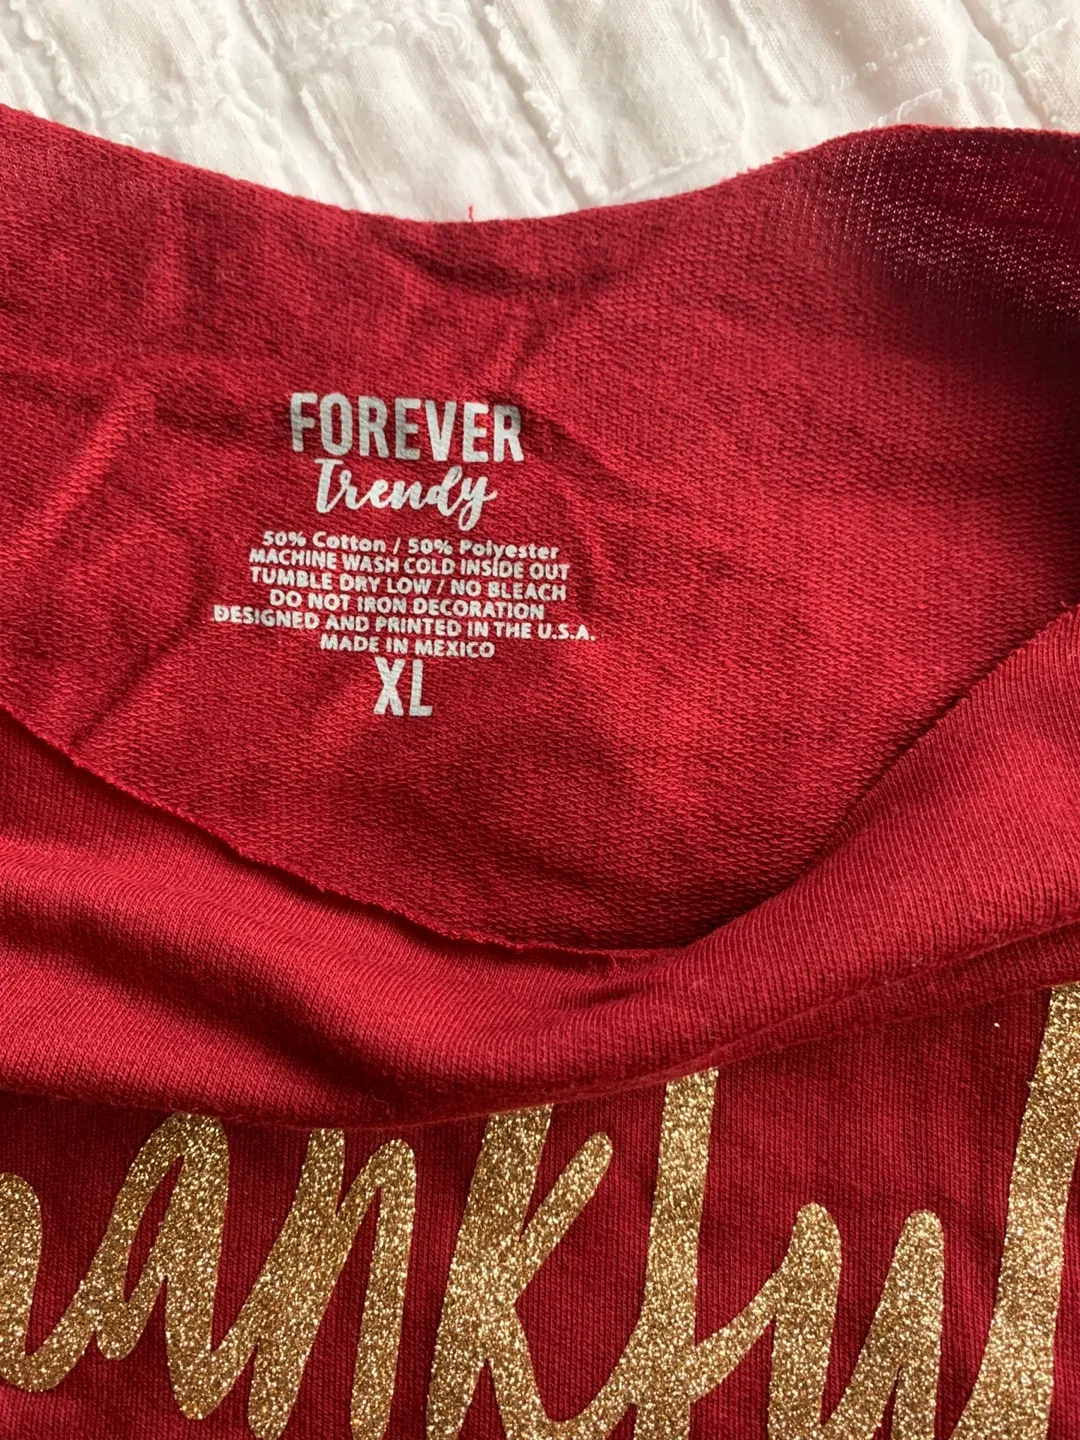 FOREVER
Trendy
50% Cotton / 50% Polyester
MACHINE WASH COLD INSIDE OUT
TUMBLE DRY LOW / NO BLEACH
DO NOT IRON DECORATION
DESIGNED AND PRINTED IN THE U.S.A.
MADE IN MEXICO
XL
hankful